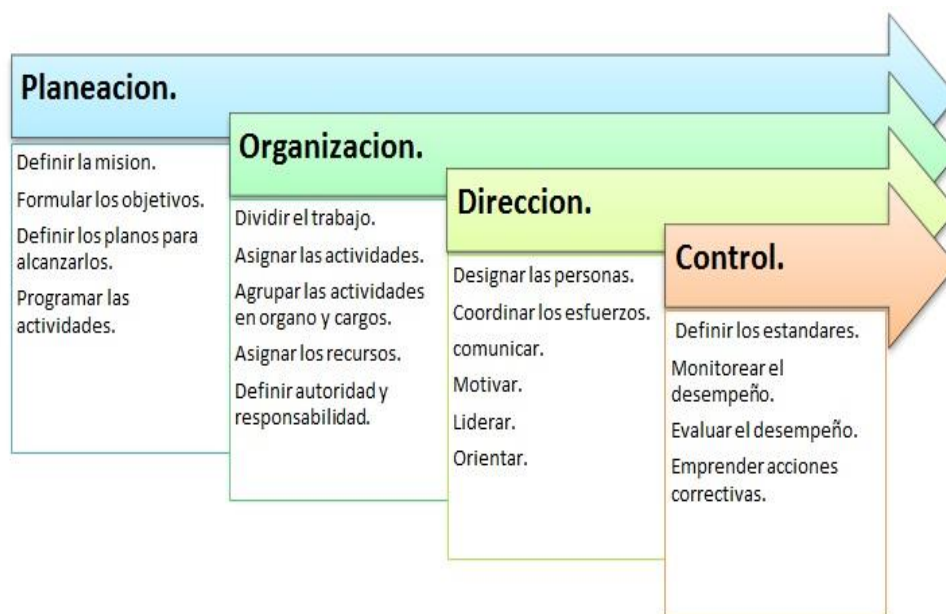 Planeacion.
Definir la mision.
Formular los objetivos.
Definir los planos para
alcanzarlos.
Programar las
actividades.
Organizacion.
Dividir el trabajo.
Asignar las actividades.
Agrupar las actividades
en organo y cargos.
Asignar los recursos.
Definir autoridad y
responsabilidad.
Direccion.
Designar las personas.
Coordinar los esfuerzos.
comunicar.
Motivar.
Liderar.
Orientar.
Control.
Definir los estandares.
Monitorear el
desempeño.
Evaluar el desempeño.
Emprender acciones
correctivas.